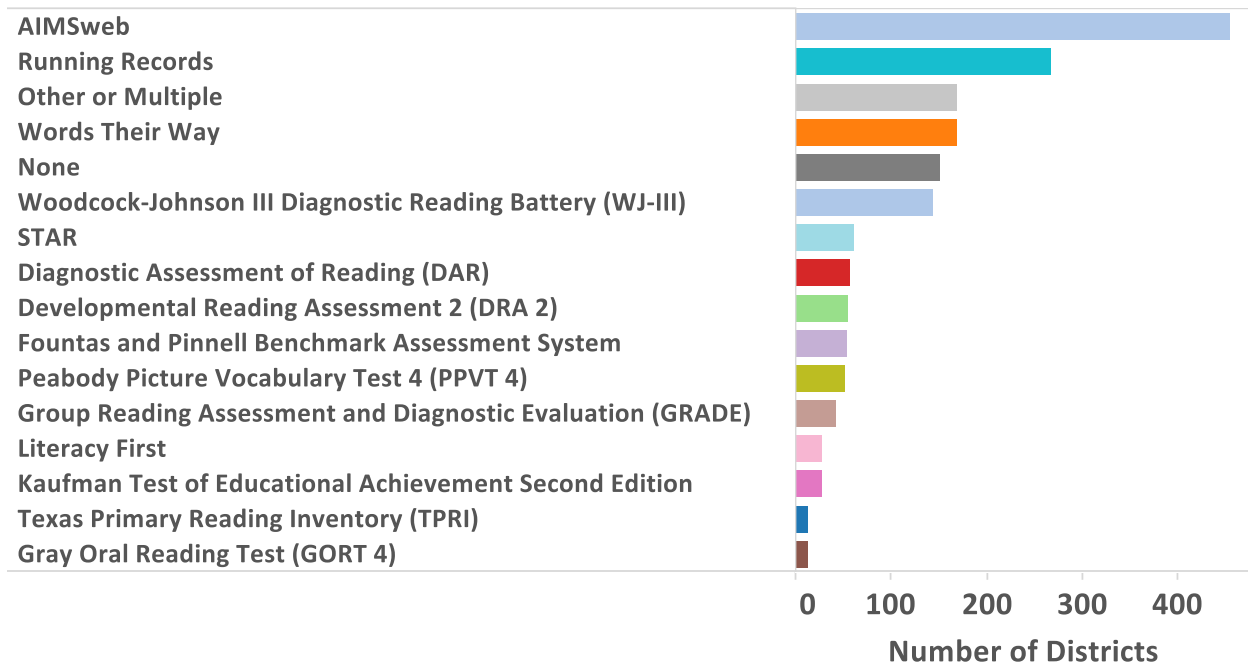 AIMSweb
Running Records
Other or Multiple
Words Their Way
None
Woodcock-Johnson III Diagnostic Reading Battery (WJ-III)
STAR
Diagnostic Assessment of Reading (DAR)
Developmental Reading Assessment 2 (DRA 2)
Fountas and Pinnell Benchmark Assessment System
Peabody Picture Vocabulary Test 4 (PPVT 4)
Group Reading Assessment and Diagnostic Evaluation (GRADE)
Literacy First
Kaufman Test of Educational Achievement Second Edition
Texas Primary Reading Inventory (TPRI)
Gray Oral Reading Test (GORT 4)
0 100 200 300 400
Number of Districts